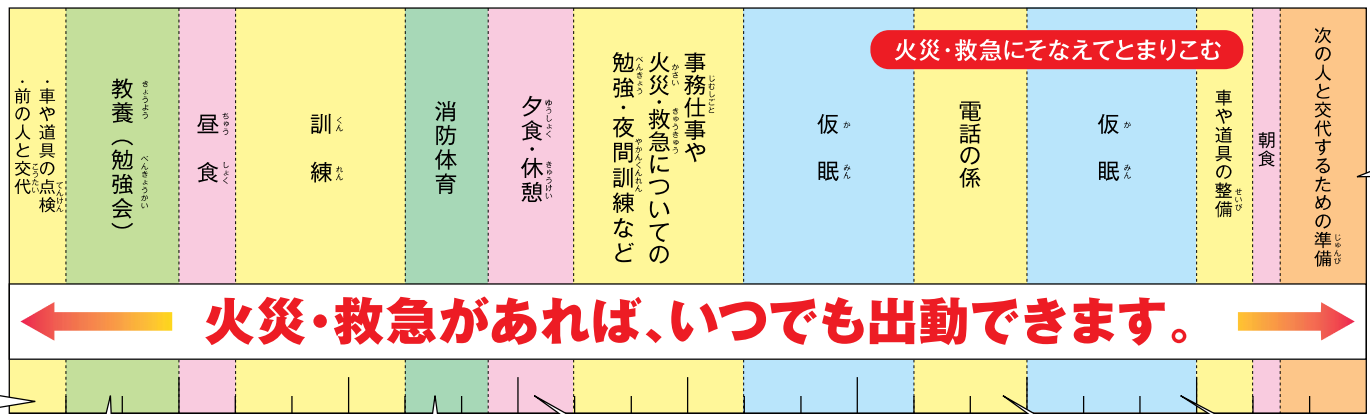 ・前の人と交代
・車や道具の点検
教養（勉強会）
昼食
訓練
消防体育
夕食・休憩
事務仕事や
火災・救急についての
勉強・夜間訓練など
仮眠
火災・救急にそなえてとまりこむ
電話の係
仮眠
車や道具の整備
朝食
次の人と交代するための準備
火災・救急があれば、いつでも出動できます。